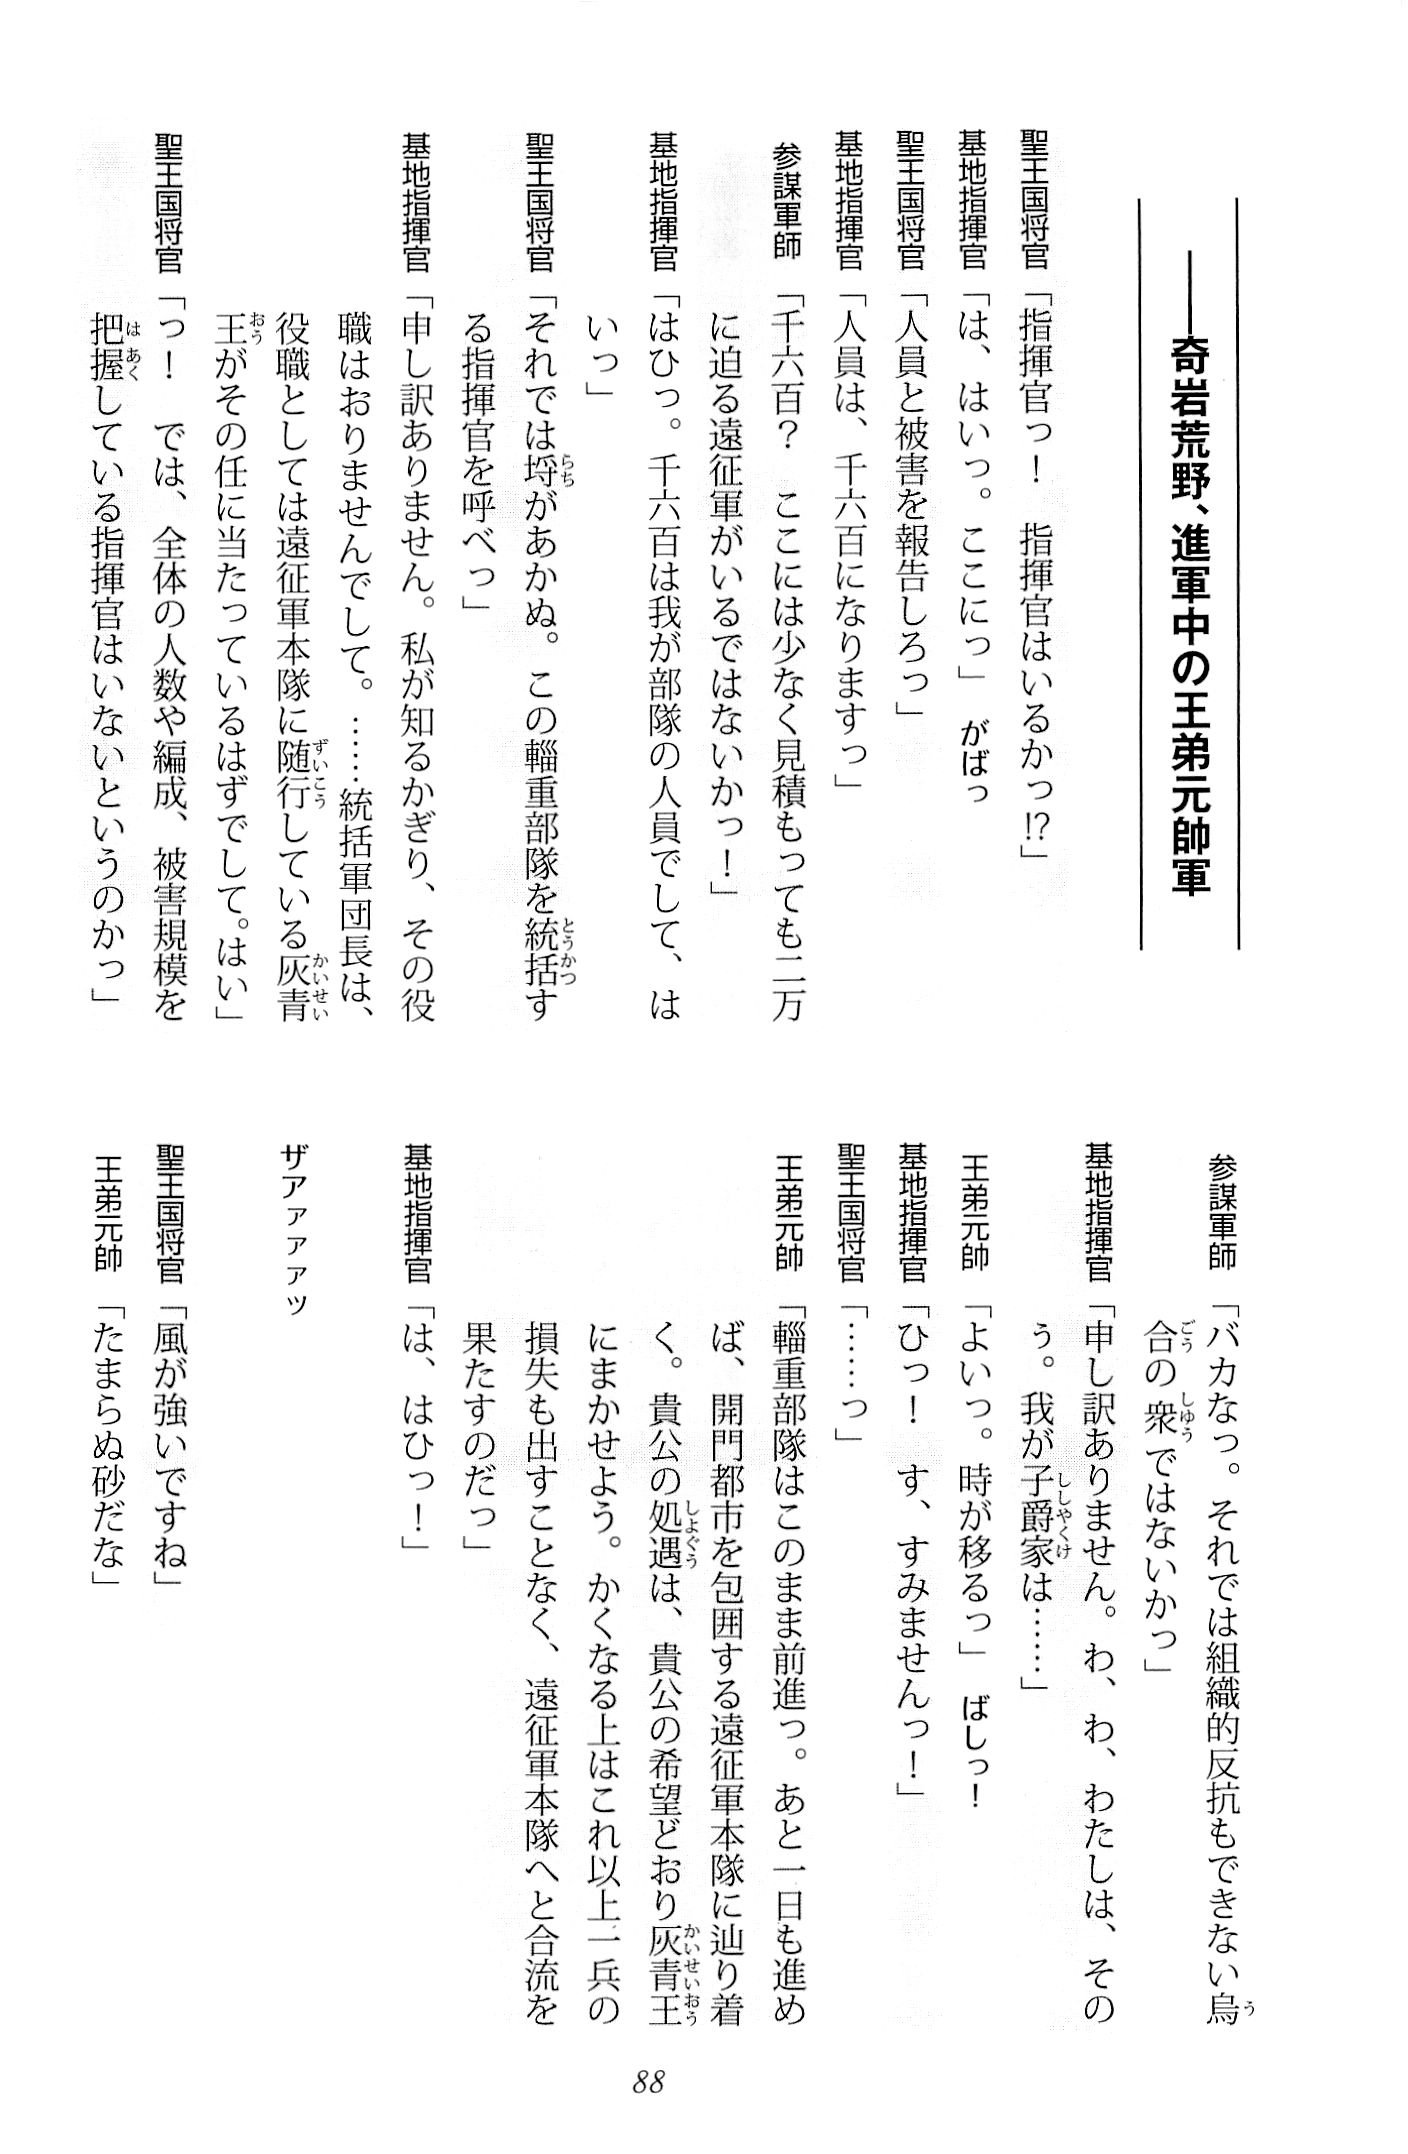 ――奇岩荒野、進軍中の王弟元帥軍
聖王国将官「指揮官っ！　指揮官はいるかっ!?」
基地指揮官「は、はいっ。ここにっ」　がばっ
聖王国将官「人員と被害を報告しろっ」
基地指揮官「人員は、千六百になりますっ」
参謀軍師「千六百？　ここには少なく見積もっても二万
に迫る遠征軍がいるではないかっ！」
基地指揮官「はひっ。千六百は我が部隊の人員でして、は
いっ」
聖王国将官「それでは埒があかぬ。この輜重部隊を統括す
る指揮官を呼べっ」
基地指揮官「申し訳ありません。私が知るかぎり、その役
職はおりませんでして。……統括軍団長は、
役職としては遠征軍本隊に随行している灰青
王がその任に当たっているはずでして。はい」
聖王国将官「っ！　では、全体の人数や編成、被害規模を
把握している指揮官はいないというのかっ」
参謀軍師「バカなっ。それでは組織的反抗もできない烏
合の衆ではないかっ」
基地指揮官「申し訳ありません。わ、わ、わたしは、その
う。我が子爵家は……」
王弟元帥「よいっ。時が移るっ」　ばしっ！
基地指揮官「ひっ！　す、すみませんっ！」
聖王国将官「……っ」
王弟元帥「輜重部隊はこのまま前進っ。あと一日も進め
ば、開門都市を包囲する遠征軍本隊に辿り着
く。貴公の処遇は、貴公の希望どおり灰青王
にまかせよう。かくなる上はこれ以上一兵の
損失も出すことなく、遠征軍本隊へと合流を
果たすのだっ」
基地指揮官「は、はひっ！」
ザァァァァッ
聖王国将官「風が強いですね」
王弟元帥「たまらぬ砂だな」
88